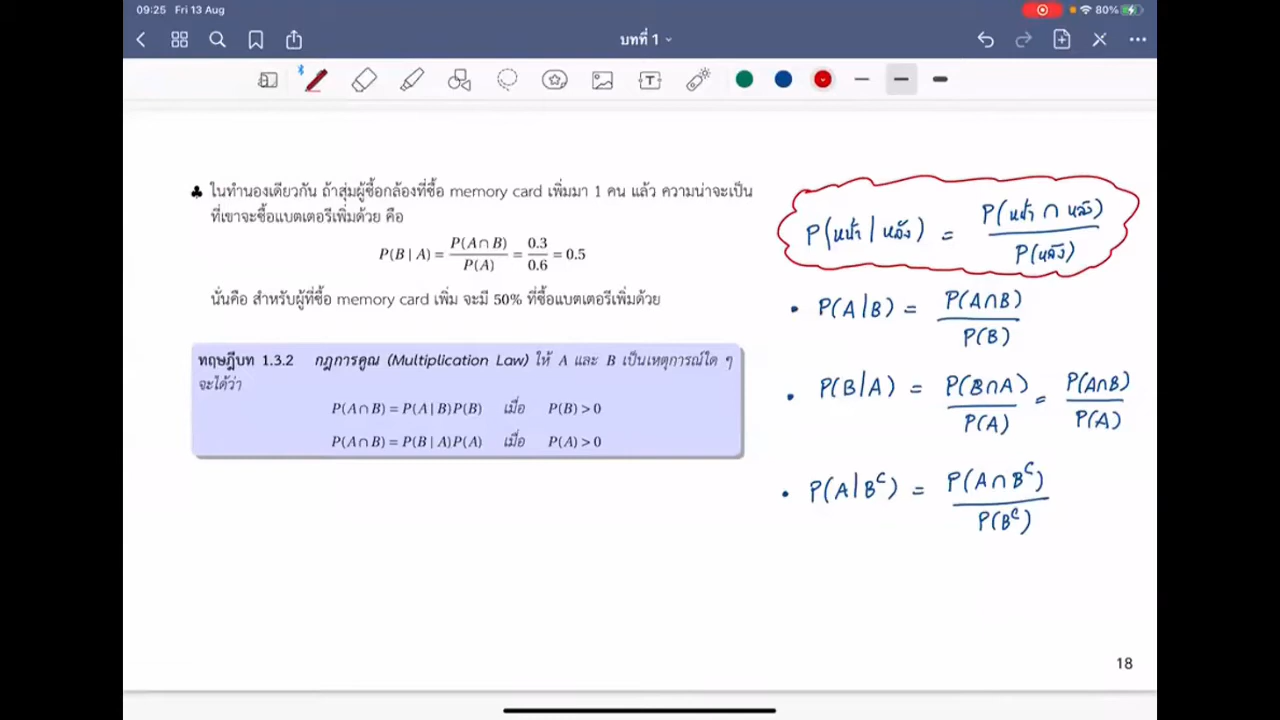 09:25 Fri 13 Aug
80%
บทที่ 1
♣ ในทำนองเดียวกัน ถ้าสุ่มผู้ซื้อกล้องที่ซื้อ memory card เพิ่มมา 1 คน แล้ว ความน่าจะเป็น
ที่เขาจะซื้อแบตเตอรีเพิ่มด้วย คือ
P(B | A) = P(A∩B)/P(A) = 0.3/0.6 = 0.5
นั่นคือ สำหรับผู้ที่ซื้อ memory card เพิ่ม จะมี 50% ที่ซื้อแบตเตอรีเพิ่มด้วย
ทฤษฎีบท 1.3.2 กฎการคูณ (Multiplication Law) ให้ A และ B เป็นเหตุการณ์ใด ๆ
จะได้ว่า
P(A∩B) = P(A | B)P(B) เมื่อ P(B) > 0
P(A∩B) = P(B | A)P(A) เมื่อ P(A) > 0
P(หน้า | หลัง) = P(หน้า ∩ หลัง)/P(หลัง)
• P(A|B) = P(A∩B)/P(B)
• P(B|A) = P(B∩A)/P(A) = P(A∩B)/P(A)
• P(A|Bᶜ) = P(A∩Bᶜ)/P(Bᶜ)
18